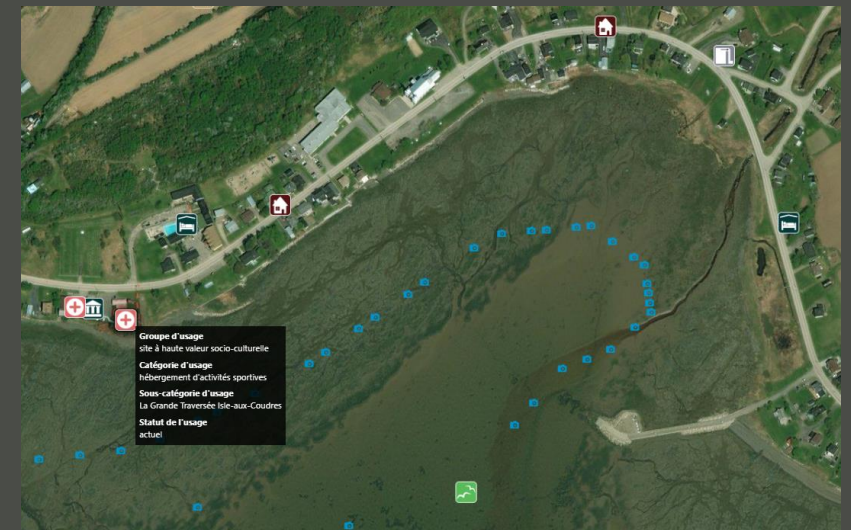 Groupe d'usage
site à haute valeur socio-culturelle
Catégorie d'usage
hébergement d'activités sportives
Sous-catégorie d'usage
La Grande Traversée Isle-aux-Coudres
Statut de l'usage
actuel